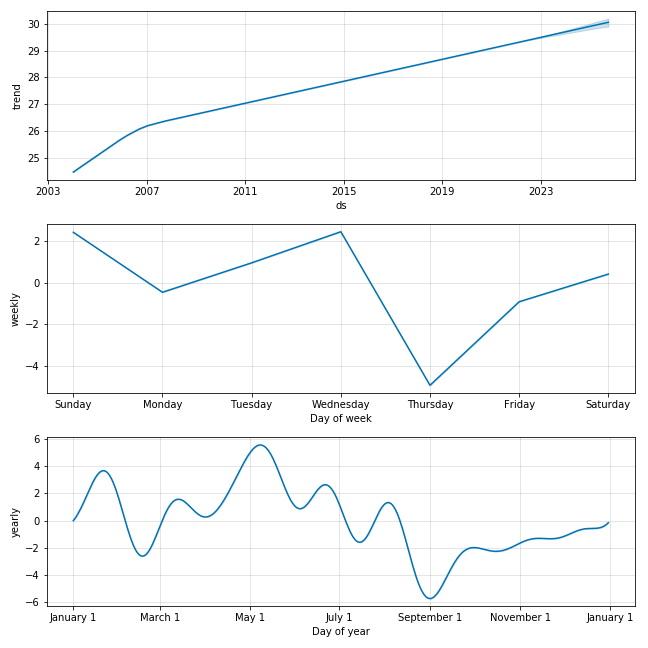 30
29
28
27
26
25
trend
2003 2007 2011 2015 2019 2023
ds
2
0
−2
−4
weekly
Sunday Monday Tuesday Wednesday Thursday Friday Saturday
Day of week
6
4
2
0
−2
−4
−6
yearly
January 1 March 1 May 1 July 1 September 1 November 1 January 1
Day of year